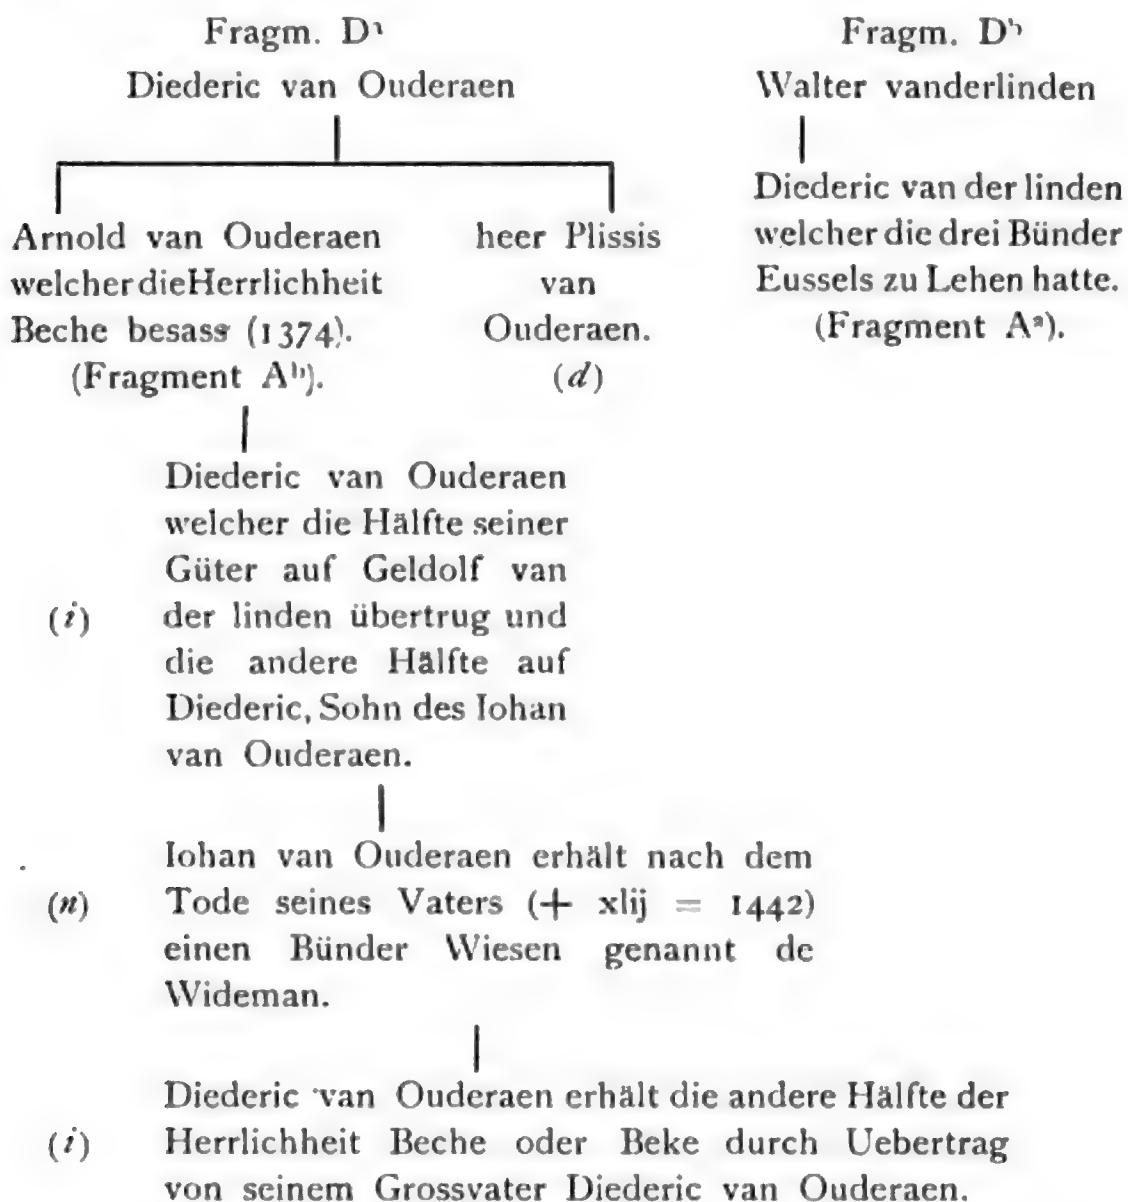 Fragm. Dᵃ
Diederic van Ouderaen
Arnold van Ouderaen
welcher die Herrlichheit
Beche besass (1374).
(Fragment Aᵇ).
heer Plissis
van
Ouderaen.
(d)
Fragm. Dᵇ
Walter vanderlinden
Diederic van der linden
welcher die drei Bünder
Eussels zu Lehen hatte.
(Fragment Aᵃ).
Diederic van Ouderaen
welcher die Hälfte seiner
Güter auf Geldolf van
(i) der linden übertrug und
die andere Hälfte auf
Diederic, Sohn des Iohan
van Ouderaen.
Iohan van Ouderaen erhält nach dem
(n) Tode seines Vaters (+ xlij = 1442)
einen Bünder Wiesen genannt de
Wideman.
Diederic van Ouderaen erhält die andere Hälfte der
(i) Herrlichheit Beche oder Beke durch Uebertrag
von seinem Grossvater Diederic van Ouderaen.